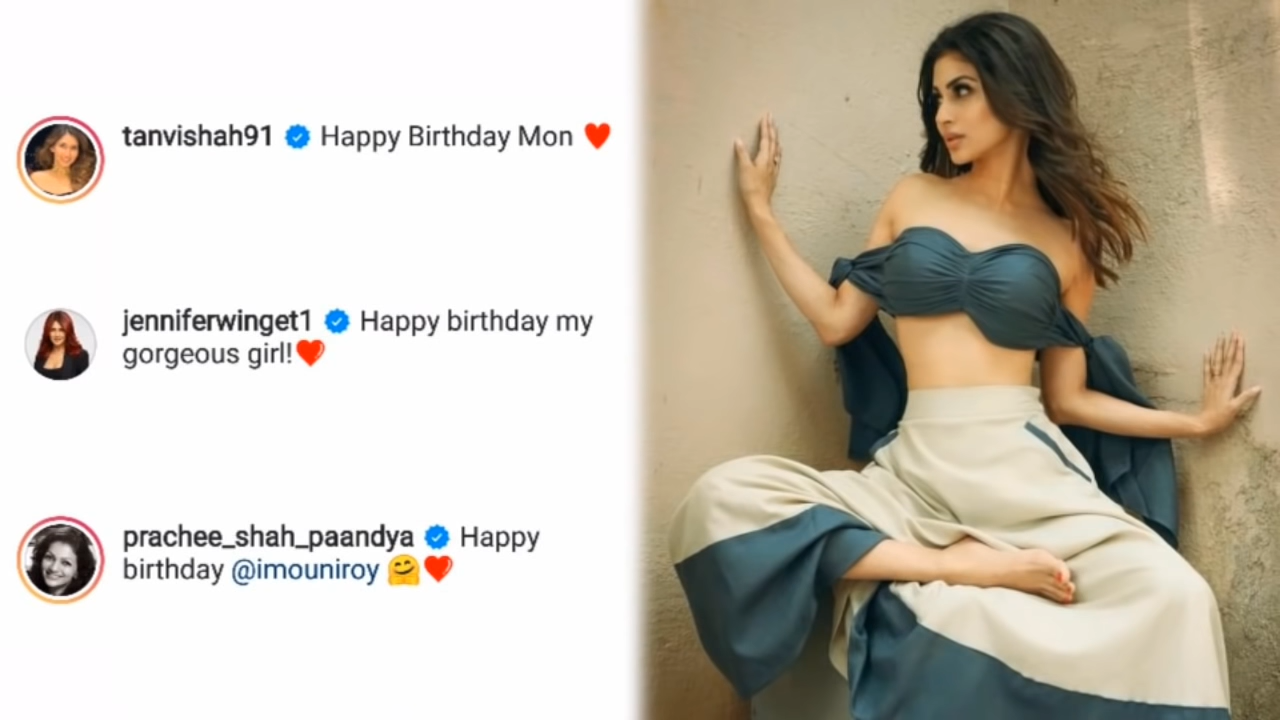 tanvishah91 Happy Birthday Mon ❤️
jenniferwinget1 Happy birthday my
gorgeous girl!❤️
prachee_shah_paandya Happy
birthday @imouniroy 🤗❤️